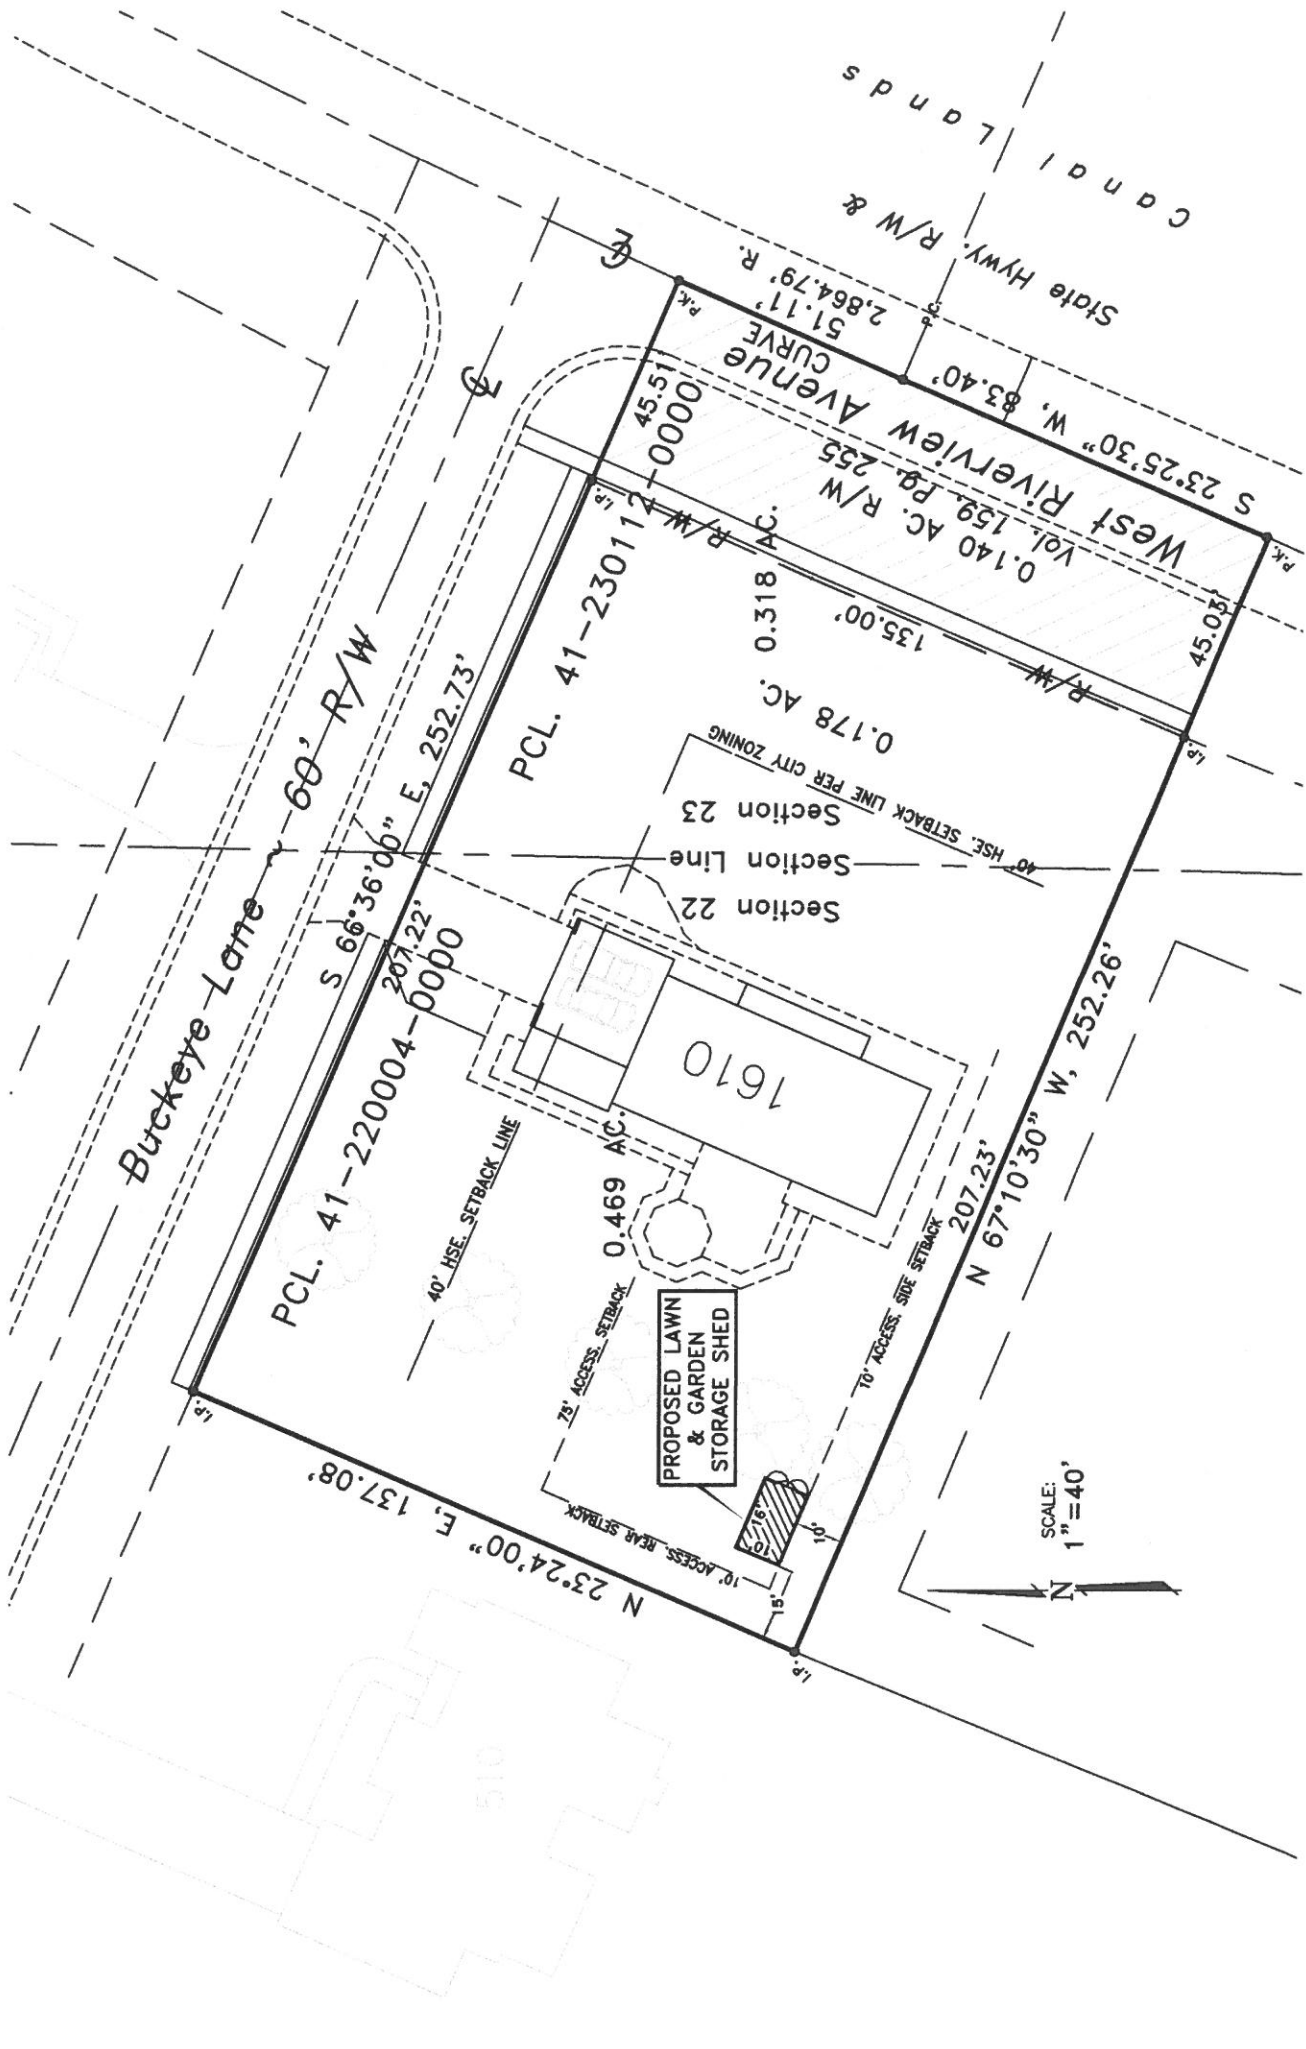 Buckeye Lane ~ 60' R/W
S 66°36'00" E, 252.73'
207.22'
45.51'
PCL. 41-220004-0000
PCL. 41-230112-0000
0.469 AC.
0.318 AC.
0.178 AC.
0.140 AC. R/W
Vol. 159, Pg. 255
West Riverview Avenue
CURVE
51.11'
2,864.79' R.
P.C.
S 23°25'30" W, 83.40'
State Hywy. R/W &
Canal Lands
P.K.
P.K.
I.P.
I.P.
I.P.
I.P.
R/W
R/W
135.00'
45.03'
N 67°10'30" W, 252.26'
207.23'
N 23°24'00" E, 137.08'
Section 23
Section Line
Section 22
40' HSE. SETBACK LINE PER CITY ZONING
40' HSE. SETBACK LINE
75' ACCESS. SETBACK
10' ACCESS. SIDE SETBACK
10' ACCESS. REAR SETBACK
1610
510
PROPOSED LAWN
& GARDEN
STORAGE SHED
16'
10'
10'
15'
N
SCALE:
1"=40'